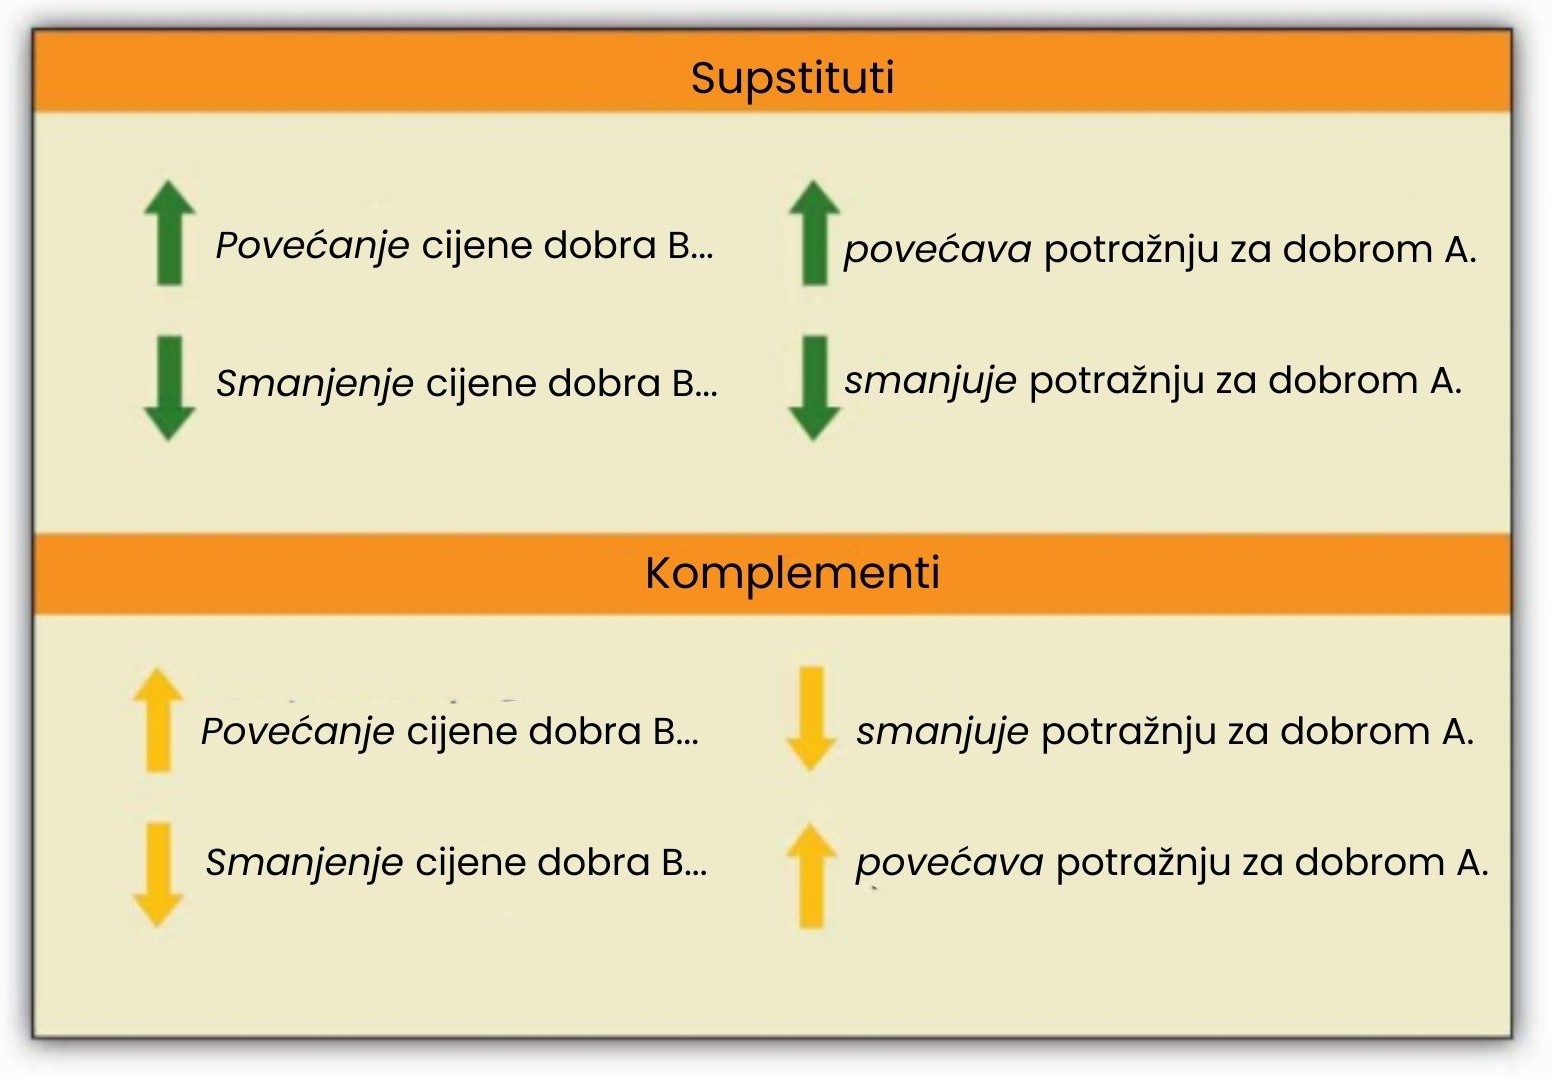 Supstituti
Povećanje cijene dobra B... povećava potražnju za dobrom A.
Smanjenje cijene dobra B... smanjuje potražnju za dobrom A.
Komplementi
Povećanje cijene dobra B... smanjuje potražnju za dobrom A.
Smanjenje cijene dobra B... povećava potražnju za dobrom A.